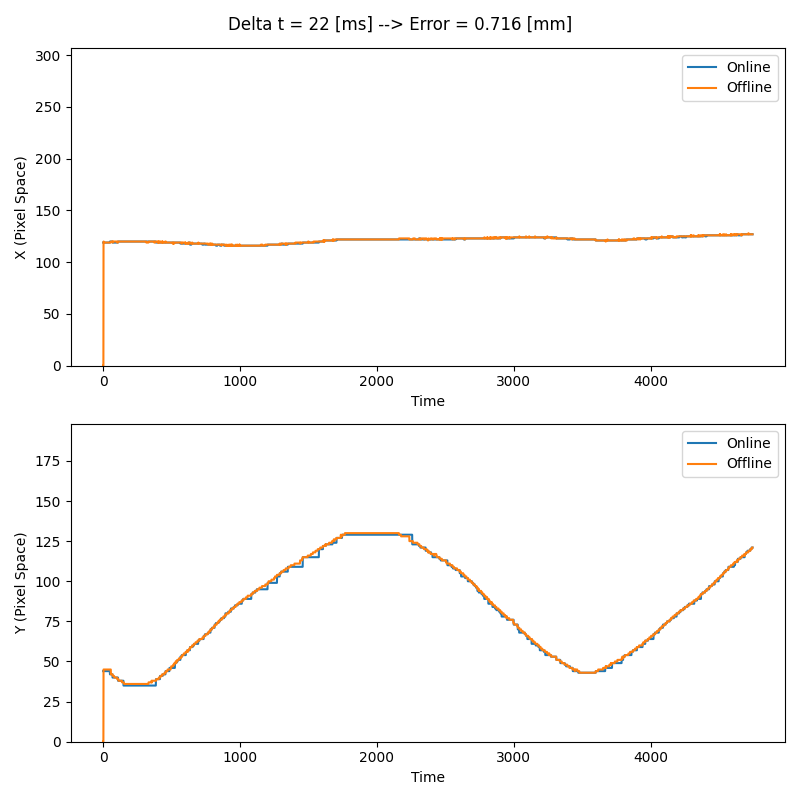 Delta t = 22 [ms] --> Error = 0.716 [mm]
300
250
200
150
100
50
0
X (Pixel Space)
Online
Offline
0 1000 2000 3000 4000
Time
175
150
125
100
75
50
25
0
Y (Pixel Space)
Online
Offline
0 1000 2000 3000 4000
Time